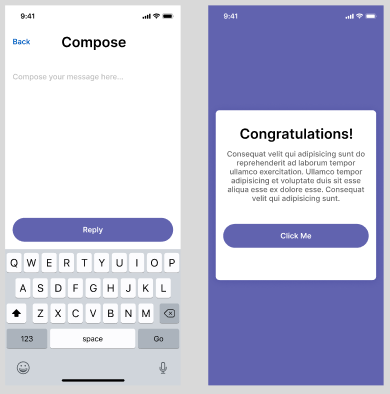 9:41
Back
Compose
Compose your message here...
Reply
Q W E R T Y U I O P
A S D F G H J K L
Z X C V B N M
123 space Go
9:41
Congratulations!
Consequat velit qui adipisicing sunt do
reprehenderit ad laborum tempor
ullamco exercitation. Ullamco tempor
adipisicing et voluptate duis sit esse
aliqua esse ex dolore esse. Consequat
velit qui adipisicing sunt.
Click Me